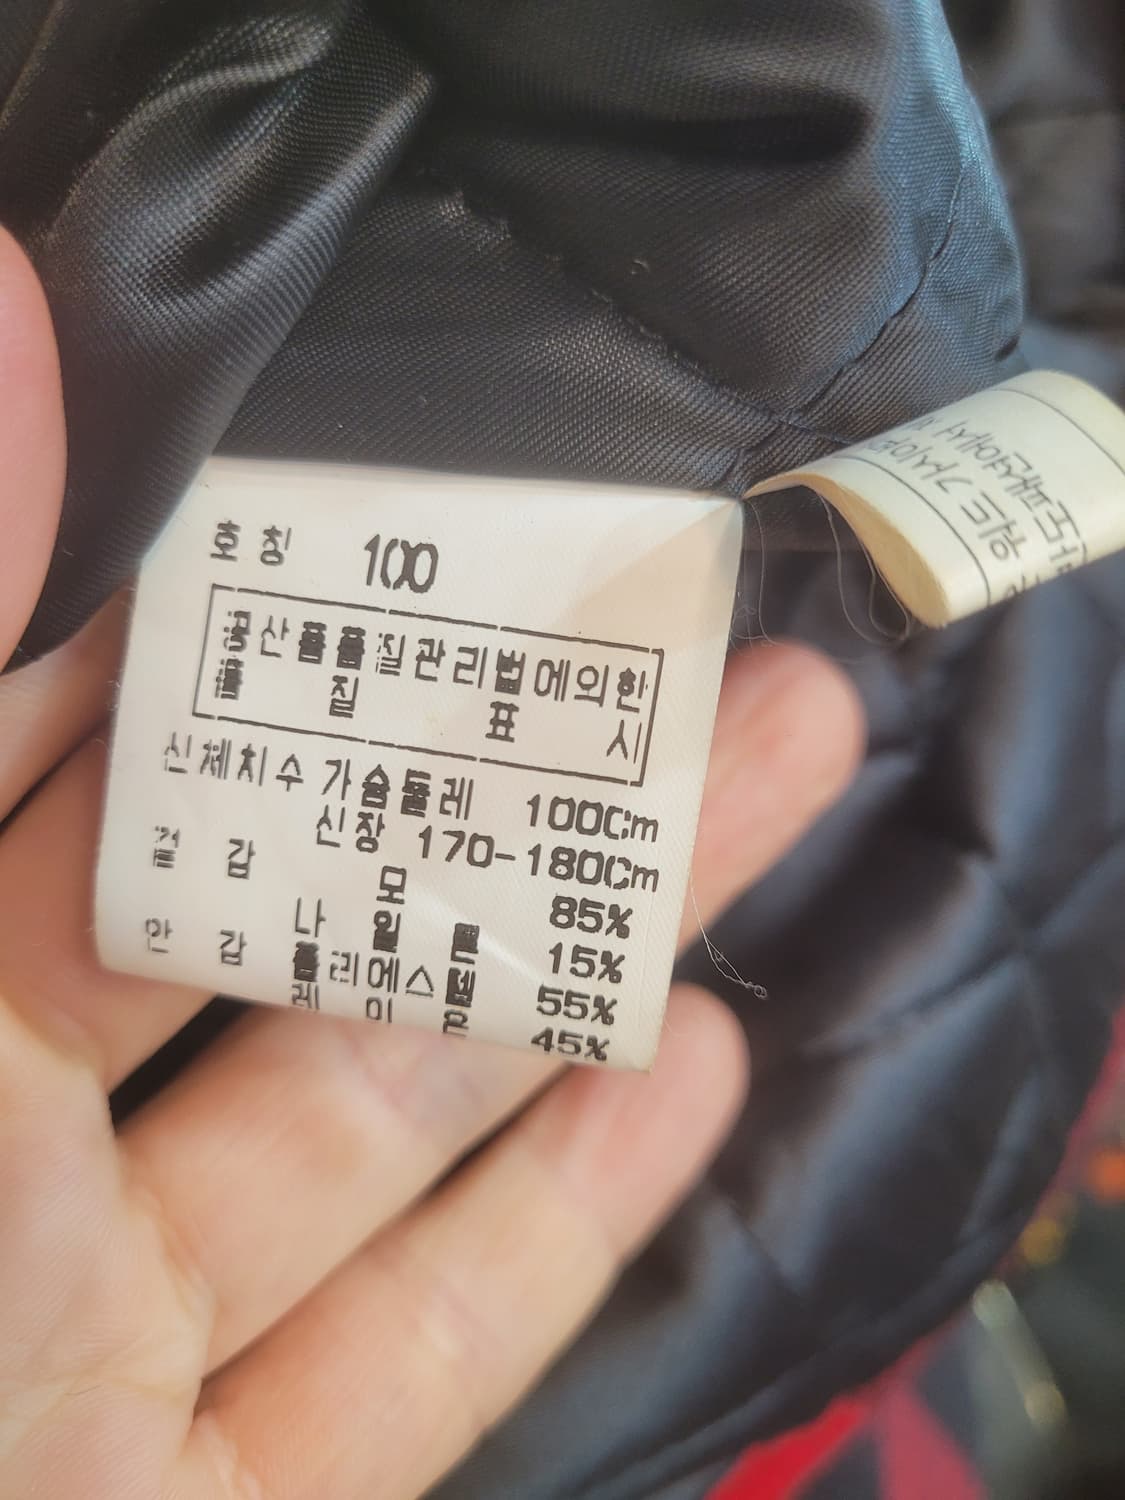 호칭 100
공산품품질관리법에의한
품 질 표 시
신체치수 가슴둘레 100Cm
신장 170-180Cm
겉 감 모 85%
나 일 론 15%
안 감 폴리에스텔 55%
레 이 온 45%